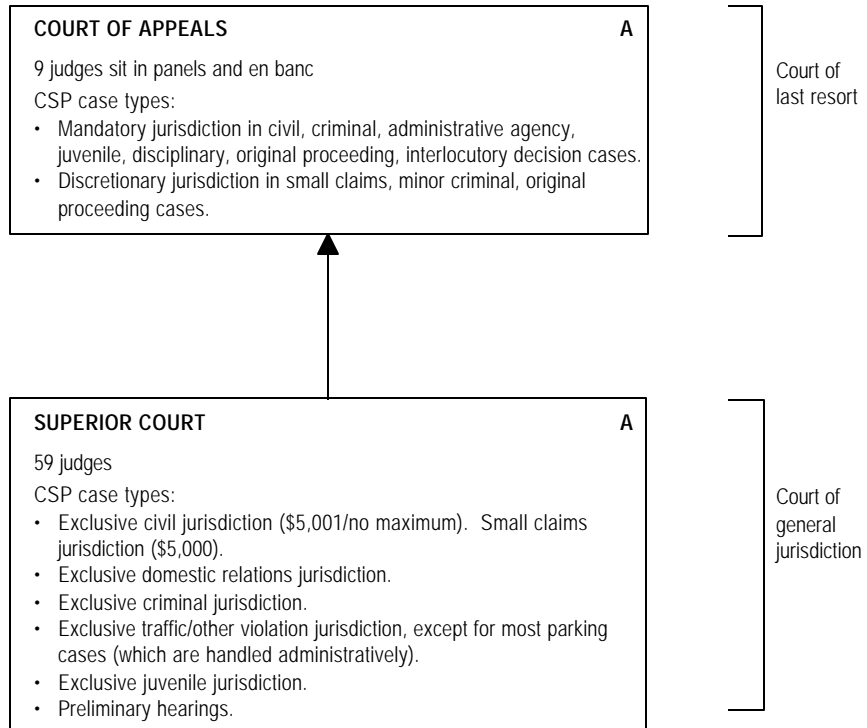 COURT OF APPEALS A
9 judges sit in panels and en banc
CSP case types:
• Mandatory jurisdiction in civil, criminal, administrative agency,
juvenile, disciplinary, original proceeding, interlocutory decision cases.
• Discretionary jurisdiction in small claims, minor criminal, original
proceeding cases.
Court of
last resort
SUPERIOR COURT A
59 judges
CSP case types:
• Exclusive civil jurisdiction ($5,001/no maximum). Small claims
jurisdiction ($5,000).
• Exclusive domestic relations jurisdiction.
• Exclusive criminal jurisdiction.
• Exclusive traffic/other violation jurisdiction, except for most parking
cases (which are handled administratively).
• Exclusive juvenile jurisdiction.
• Preliminary hearings.
Court of
general
jurisdiction